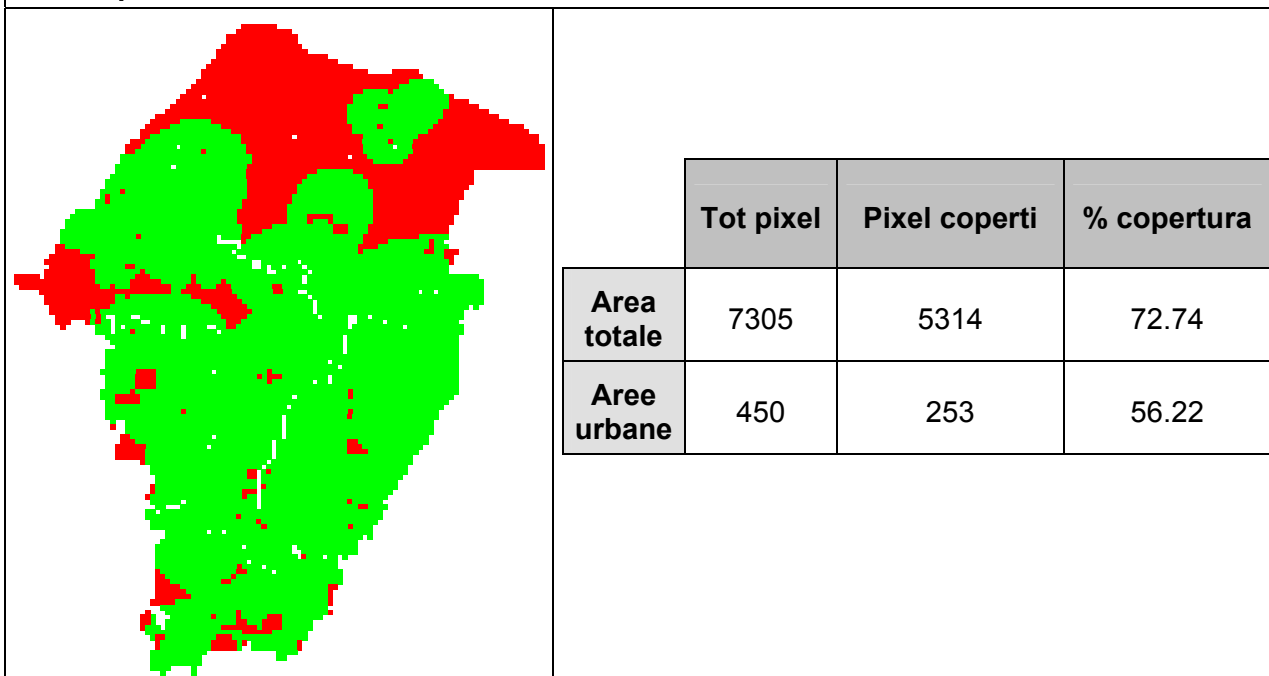 Tot pixel Pixel coperti % copertura
Area
totale
7305 5314 72.74
Aree
urbane
450 253 56.22